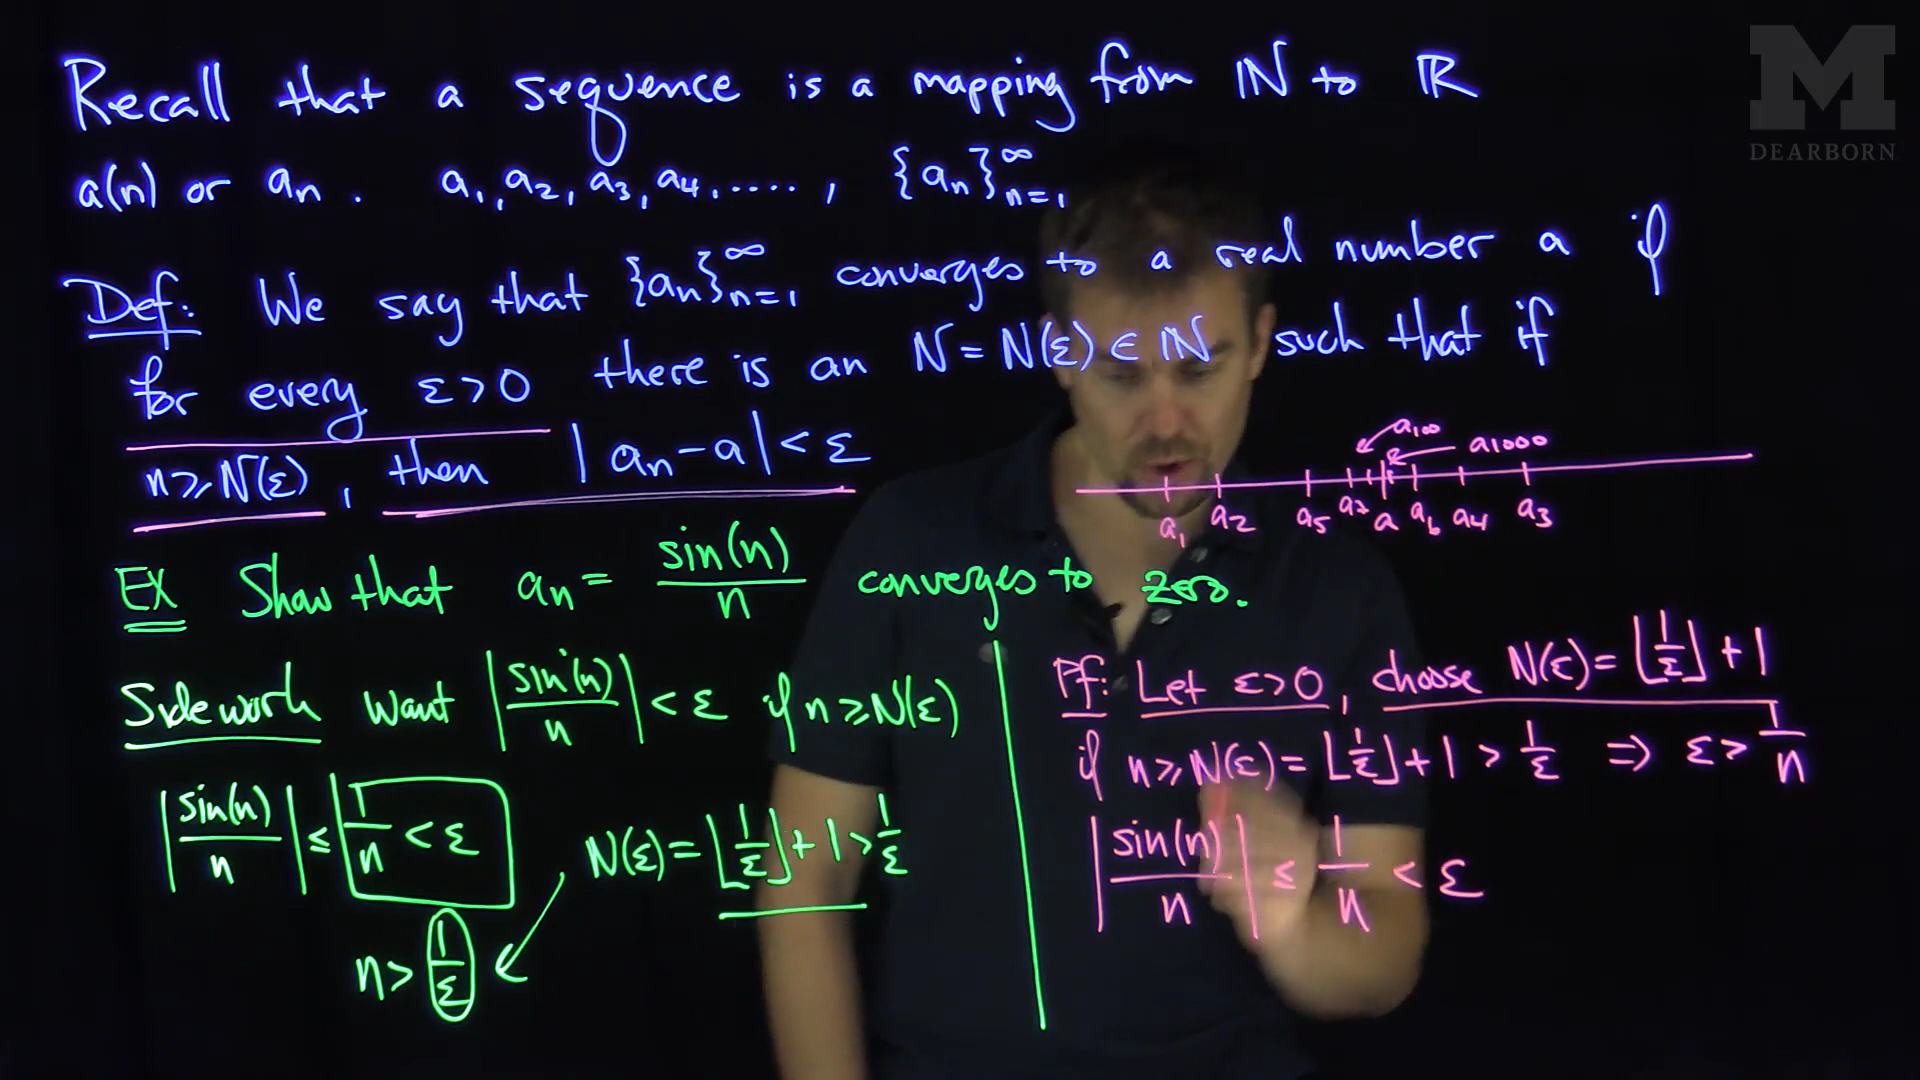 M
DEARBORN
Recall that a sequence is a mapping from ℕ to ℝ
a(n) or aₙ. a₁, a₂, a₃, a₄, ....., {aₙ}ₙ₌₁^∞
Def: We say that {aₙ}ₙ₌₁^∞ converges to a real number a if
for every ε>0 there is an N = N(ε) ∈ ℕ such that if
n ≥ N(ε), then |aₙ - a| < ε
a₁₀₀ a₁₀₀₀
a₁ a₂ a₅ a₇ a a₆ a₄ a₃
EX Show that aₙ = sin(n)/n converges to zero.
Sidework want |sin(n)/n| < ε if n ≥ N(ε)
|sin(n)/n| ≤ 1/n < ε N(ε) = ⌊1/ε⌋ + 1 > 1/ε
n > 1/ε
Pf: Let ε>0, choose N(ε) = ⌊1/ε⌋ + 1
if n ≥ N(ε) = ⌊1/ε⌋ + 1 > 1/ε ⇒ ε > 1/n
|sin(n)/n| ≤ 1/n < ε